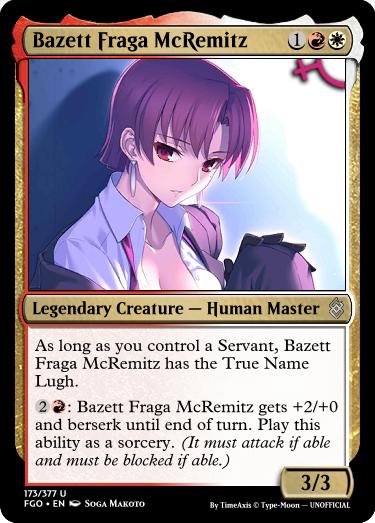 Bazett Fraga McRemitz 1
Legendary Creature — Human Master
As long as you control a Servant, Bazett
Fraga McRemitz has the True Name
Lugh.
2: Bazett Fraga McRemitz gets +2/+0
and berserk until end of turn. Play this
ability as a sorcery. (It must attack if able
and must be blocked if able.)
3/3
173/377 U
FGO • EN Soga Makoto
By TimeAxis © Type-Moon — UNOFFICIAL